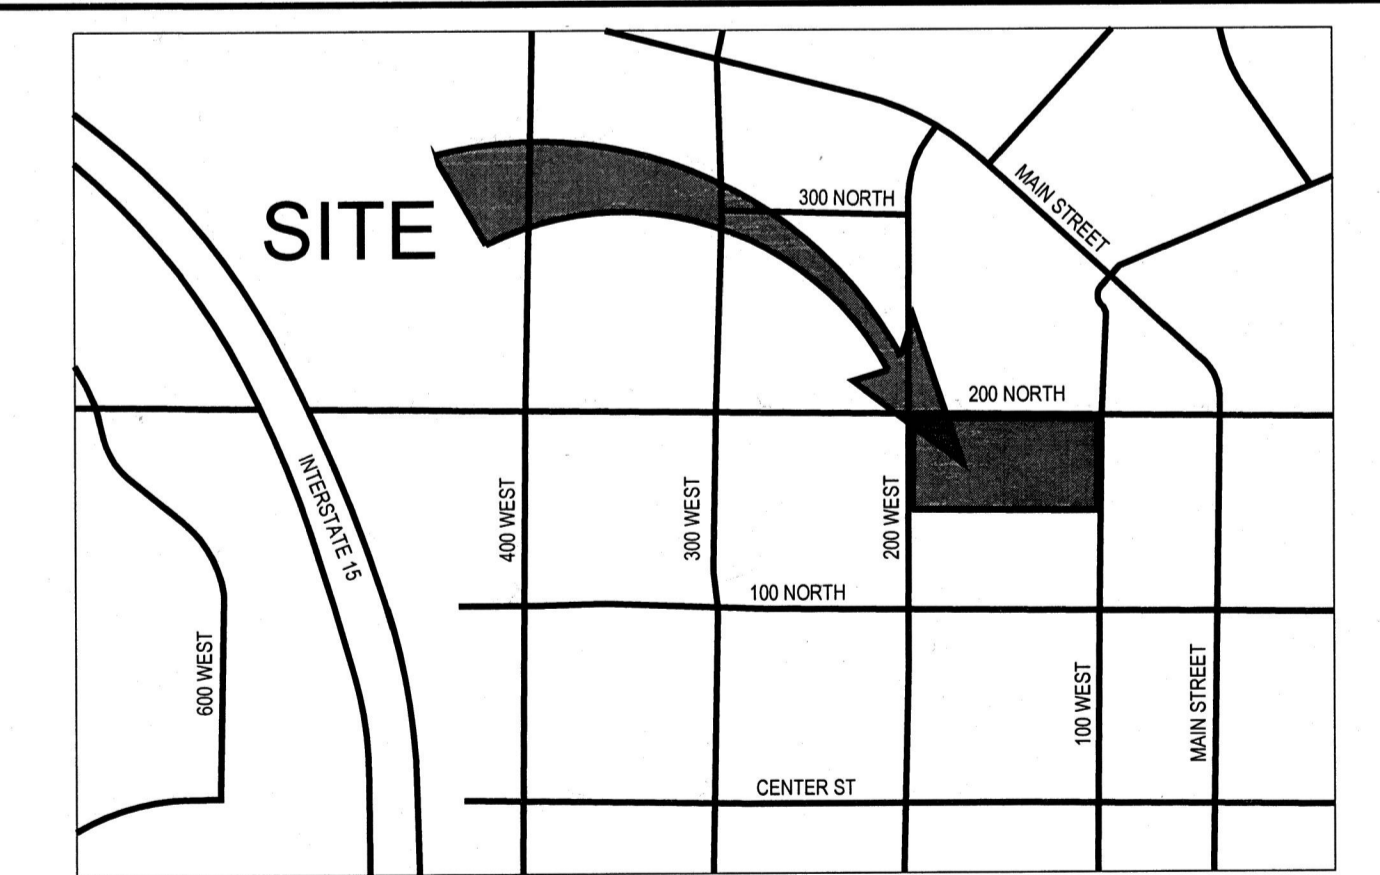 SITE
300 NORTH
MAIN STREET
200 NORTH
INTERSTATE 15
400 WEST
300 WEST
200 WEST
100 NORTH
600 WEST
100 WEST
MAIN STREET
CENTER ST